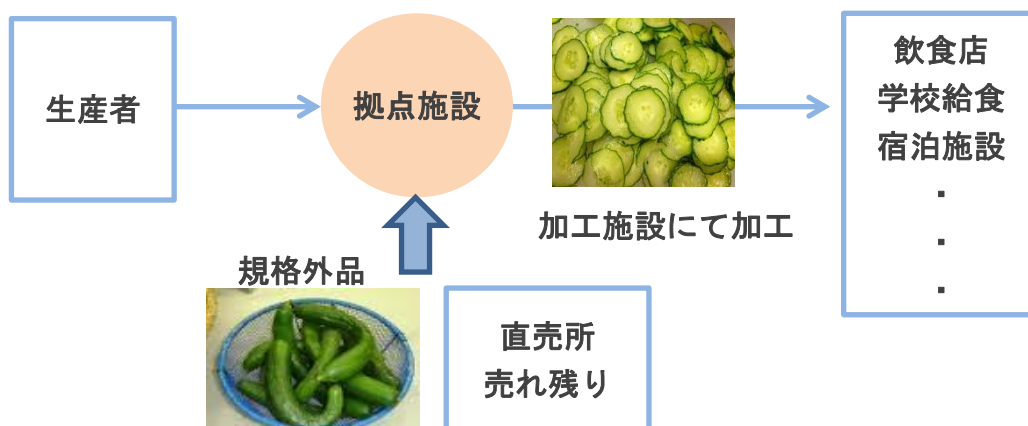 生産者
拠点施設
加工施設にて加工
飲食店
学校給食
宿泊施設
・
・
・
規格外品
直売所
売れ残り